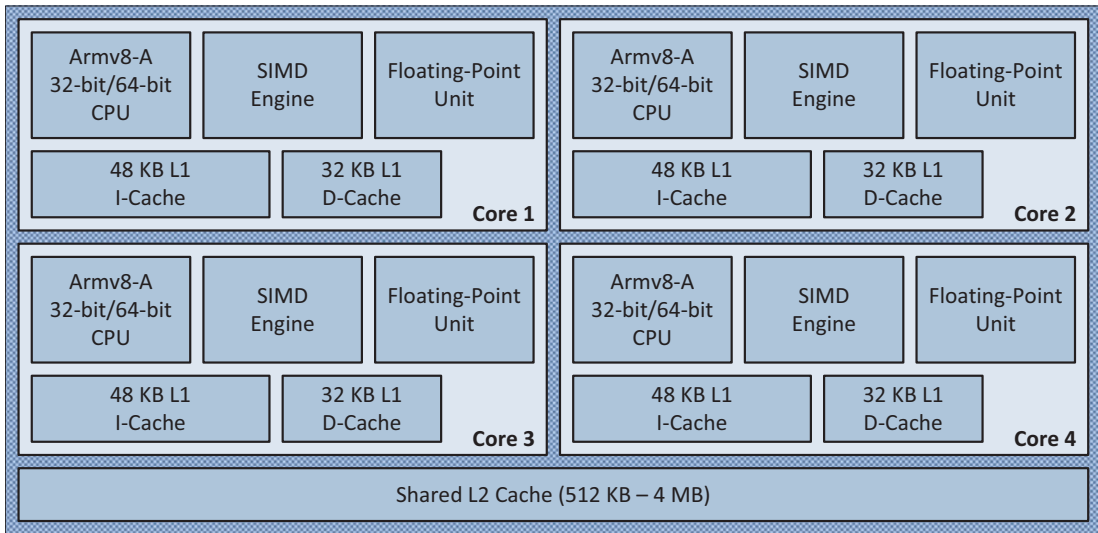 Armv8-A
32-bit/64-bit
CPU
SIMD
Engine
Floating-Point
Unit
48 KB L1
I-Cache
32 KB L1
D-Cache
Core 1
Armv8-A
32-bit/64-bit
CPU
SIMD
Engine
Floating-Point
Unit
48 KB L1
I-Cache
32 KB L1
D-Cache
Core 2
Armv8-A
32-bit/64-bit
CPU
SIMD
Engine
Floating-Point
Unit
48 KB L1
I-Cache
32 KB L1
D-Cache
Core 3
Armv8-A
32-bit/64-bit
CPU
SIMD
Engine
Floating-Point
Unit
48 KB L1
I-Cache
32 KB L1
D-Cache
Core 4
Shared L2 Cache (512 KB – 4 MB)